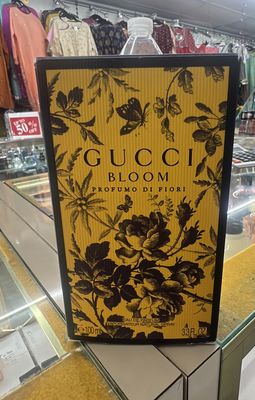 50%
GUCCI
BLOOM
PROFUMO DI FIORI
100ml
3.3 FL. OZ.